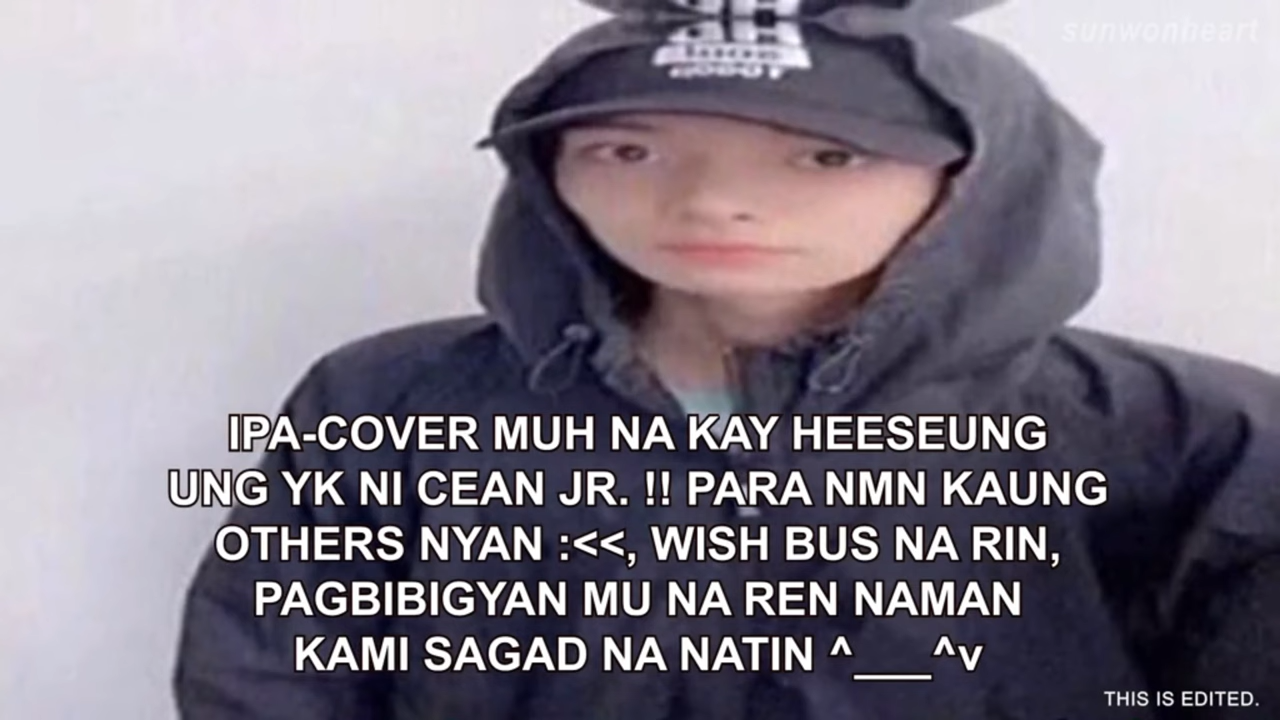 sunwonheart
IPA-COVER MUH NA KAY HEESEUNG
UNG YK NI CEAN JR. !! PARA NMN KAUNG
OTHERS NYAN :<<, WISH BUS NA RIN,
PAGBIBIGYAN MU NA REN NAMAN
KAMI SAGAD NA NATIN ^___^v
THIS IS EDITED.